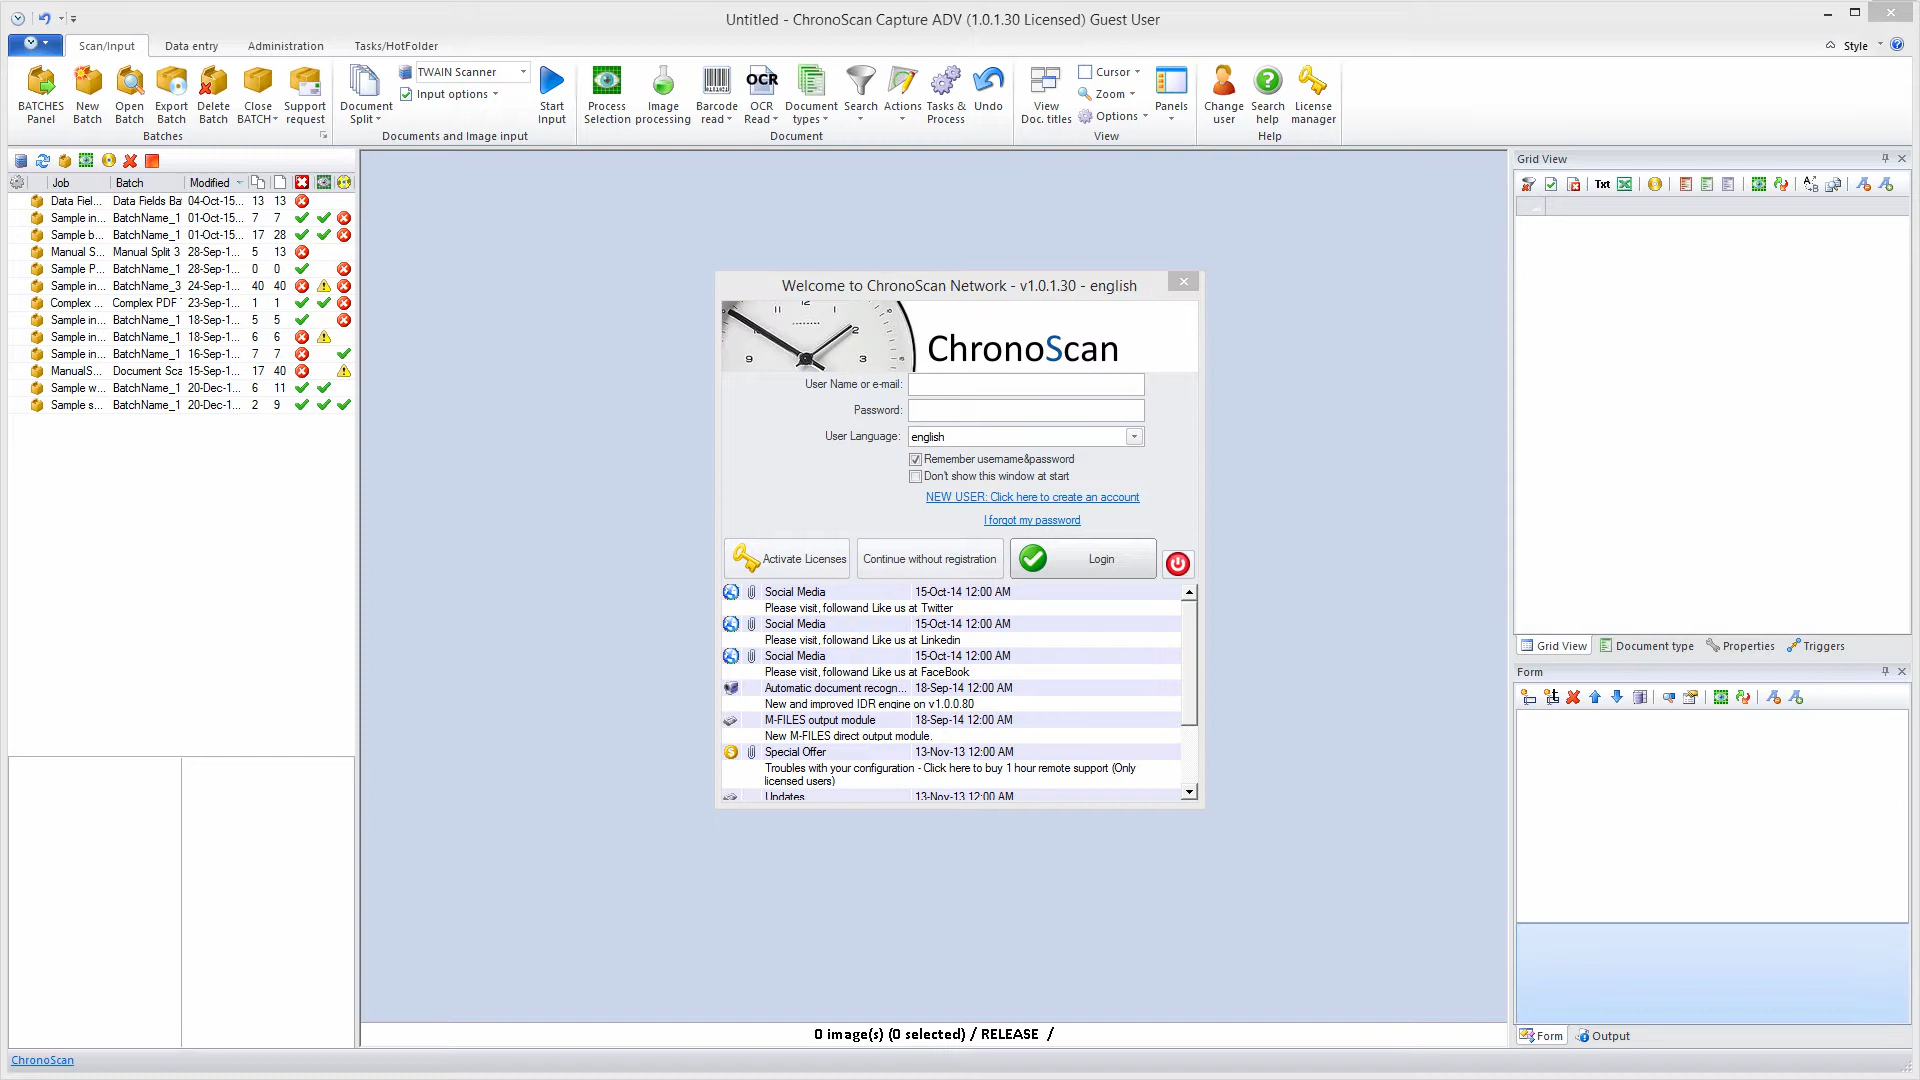 Untitled - ChronoScan Capture ADV (1.0.1.30 Licensed) Guest User
Scan/Input Data entry Administration Tasks/HotFolder Style
BATCHES Panel
New Batch
Open Batch
Export Batch
Delete Batch
Close BATCH
Support request
Batches
Document Split
TWAIN Scanner
Input options
Start Input
Documents and Image input
Process Selection
Image processing
Barcode read
OCR
OCR Read
Document types
Search
Actions
Tasks & Process
Undo
Document
View Doc. titles
Cursor
Zoom
Options
Panels
View
Change user
Search help
License manager
Help
Job Batch Modified
Data Fiel... Data Fields Ba 04-Oct-15... 13 13
Sample in... BatchName_1 01-Oct-15... 7 7
Sample b... BatchName_1 01-Oct-15... 17 28
Manual S... Manual Split 3 28-Sep-1... 5 13
Sample P... BatchName_1 28-Sep-1... 0 0
Sample in... BatchName_3 24-Sep-1... 40 40
Complex ... Complex PDF 23-Sep-1... 1 1
Sample in... BatchName_1 18-Sep-1... 5 5
Sample in... BatchName_1 18-Sep-1... 6 6
Sample in... BatchName_1 16-Sep-1... 7 7
ManualS... Document Sca 15-Sep-1... 17 40
Sample w... BatchName_1 20-Dec-1... 6 11
Sample s... BatchName_1 20-Dec-1... 2 9
Welcome to ChronoScan Network - v1.0.1.30 - english
12 1 2 3 9 11
ChronoScan
User Name or e-mail:
Password:
User Language: english
Remember username&password
Don't show this window at start
NEW USER: Click here to create an account
I forgot my password
Activate Licenses Continue without registration Login
Social Media 15-Oct-14 12:00 AM
Please visit, followand Like us at Twitter
Social Media 15-Oct-14 12:00 AM
Please visit, followand Like us at Linkedin
Social Media 15-Oct-14 12:00 AM
Please visit, followand Like us at FaceBook
Automatic document recogn... 18-Sep-14 12:00 AM
New and improved IDR engine on v1.0.0.80
M-FILES output module 18-Sep-14 12:00 AM
New M-FILES direct output module.
Special Offer 13-Nov-13 12:00 AM
Troubles with your configuration - Click here to buy 1 hour remote support (Only
licensed users)
Updates 13-Nov-13 12:00 AM
Grid View
Txt
Grid View Document type Properties Triggers
Form
Form Output
0 image(s) (0 selected) / RELEASE /
ChronoScan